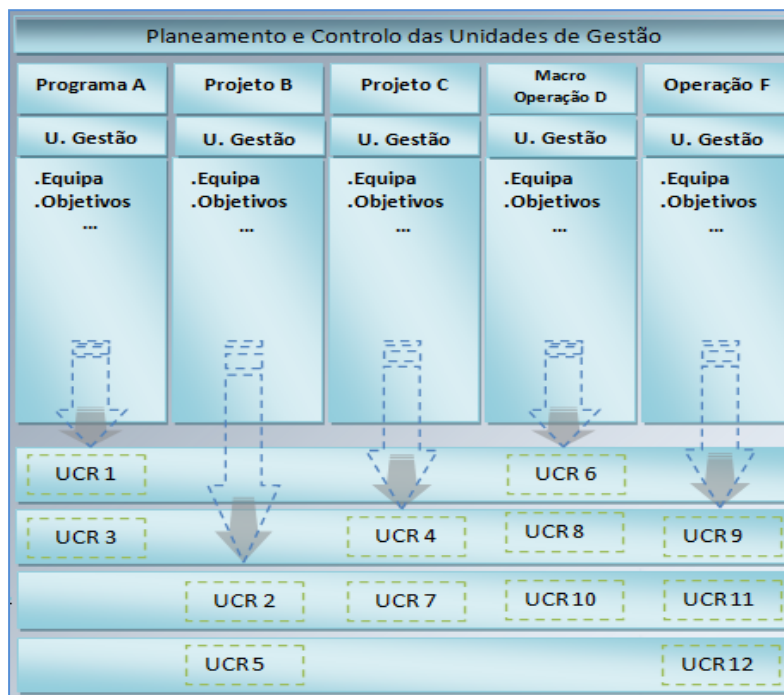 Planeamento e Controlo das Unidades de Gestão
Programa A
Projeto B
Projeto C
Macro
Operação D
Operação F
U. Gestão
U. Gestão
U. Gestão
U. Gestão
U. Gestão
.Equipa
.Objetivos
...
.Equipa
.Objetivos
...
.Equipa
.Objetivos
...
.Equipa
.Objetivos
...
.Equipa
.Objetivos
...
UCR 1
UCR 6
UCR 3
UCR 4
UCR 8
UCR 9
UCR 2
UCR 7
UCR 10
UCR 11
UCR 5
UCR 12